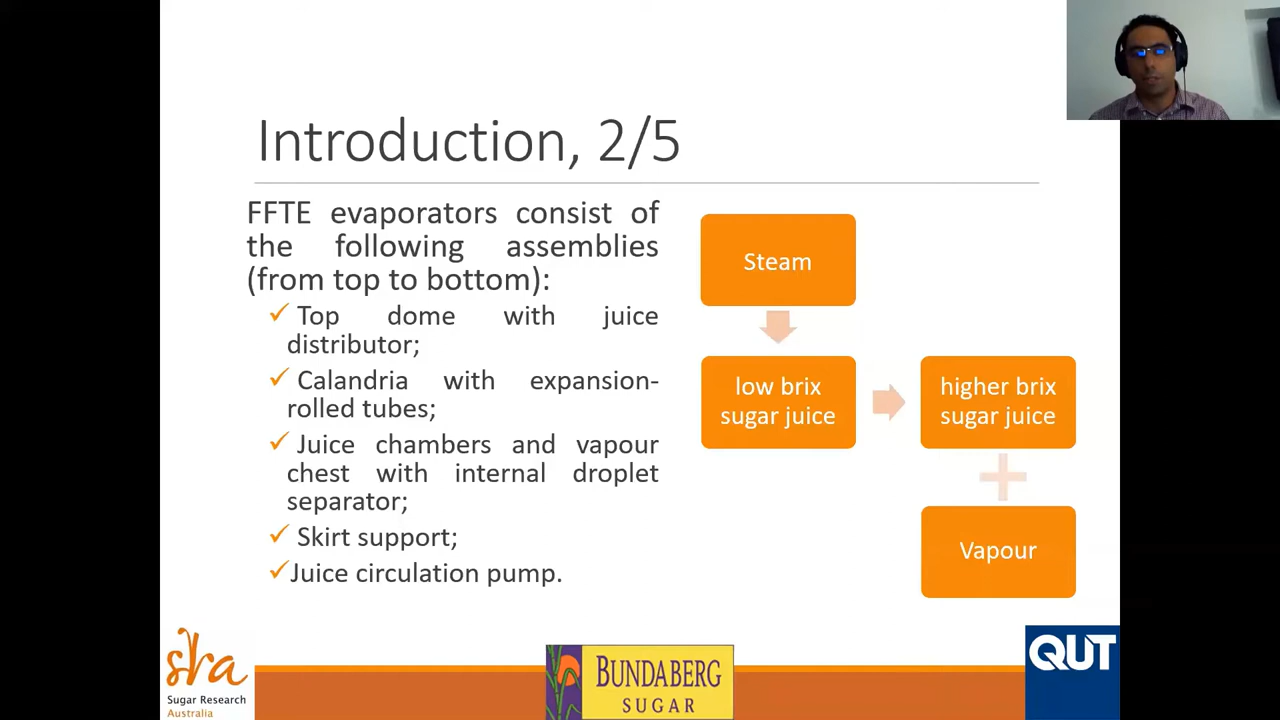 Introduction, 2/5
FFTE evaporators consist of
the following assemblies
(from top to bottom):
✓ Top dome with juice
distributor;
✓ Calandria with expansion-
rolled tubes;
✓ Juice chambers and vapour
chest with internal droplet
separator;
✓ Skirt support;
✓Juice circulation pump.
Steam
low brix
sugar juice
higher brix
sugar juice
Vapour
sra
Sugar Research
Australia
BUNDABERG
SUGAR
QUT